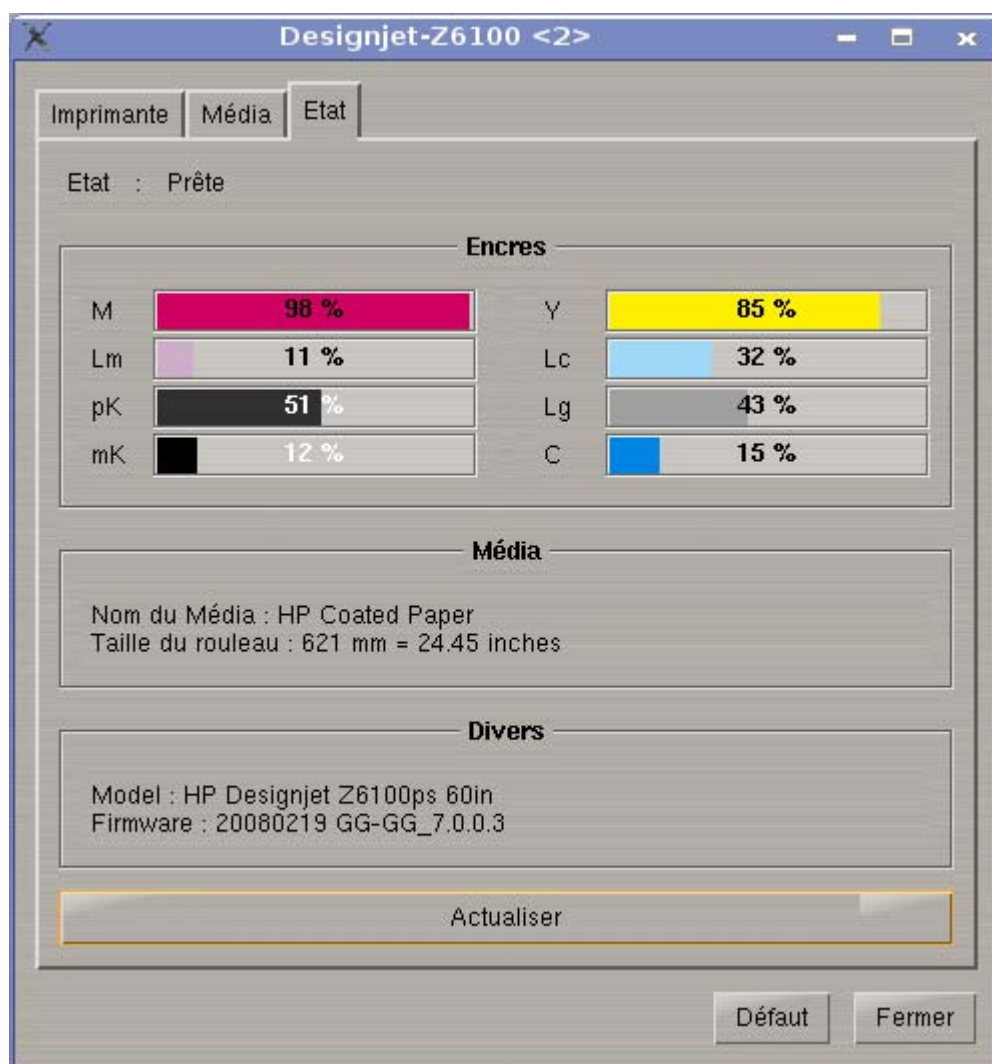 Designjet-Z6100 <2>
Imprimante Média Etat
Etat : Prête
Encres
M 98 % Y 85 %
Lm 11 % Lc 32 %
pK 51 % Lg 43 %
mK 12 % C 15 %
Média
Nom du Média : HP Coated Paper
Taille du rouleau : 621 mm = 24.45 inches
Divers
Model : HP Designjet Z6100ps 60in
Firmware : 20080219 GG-GG_7.0.0.3
Actualiser
Défaut Fermer